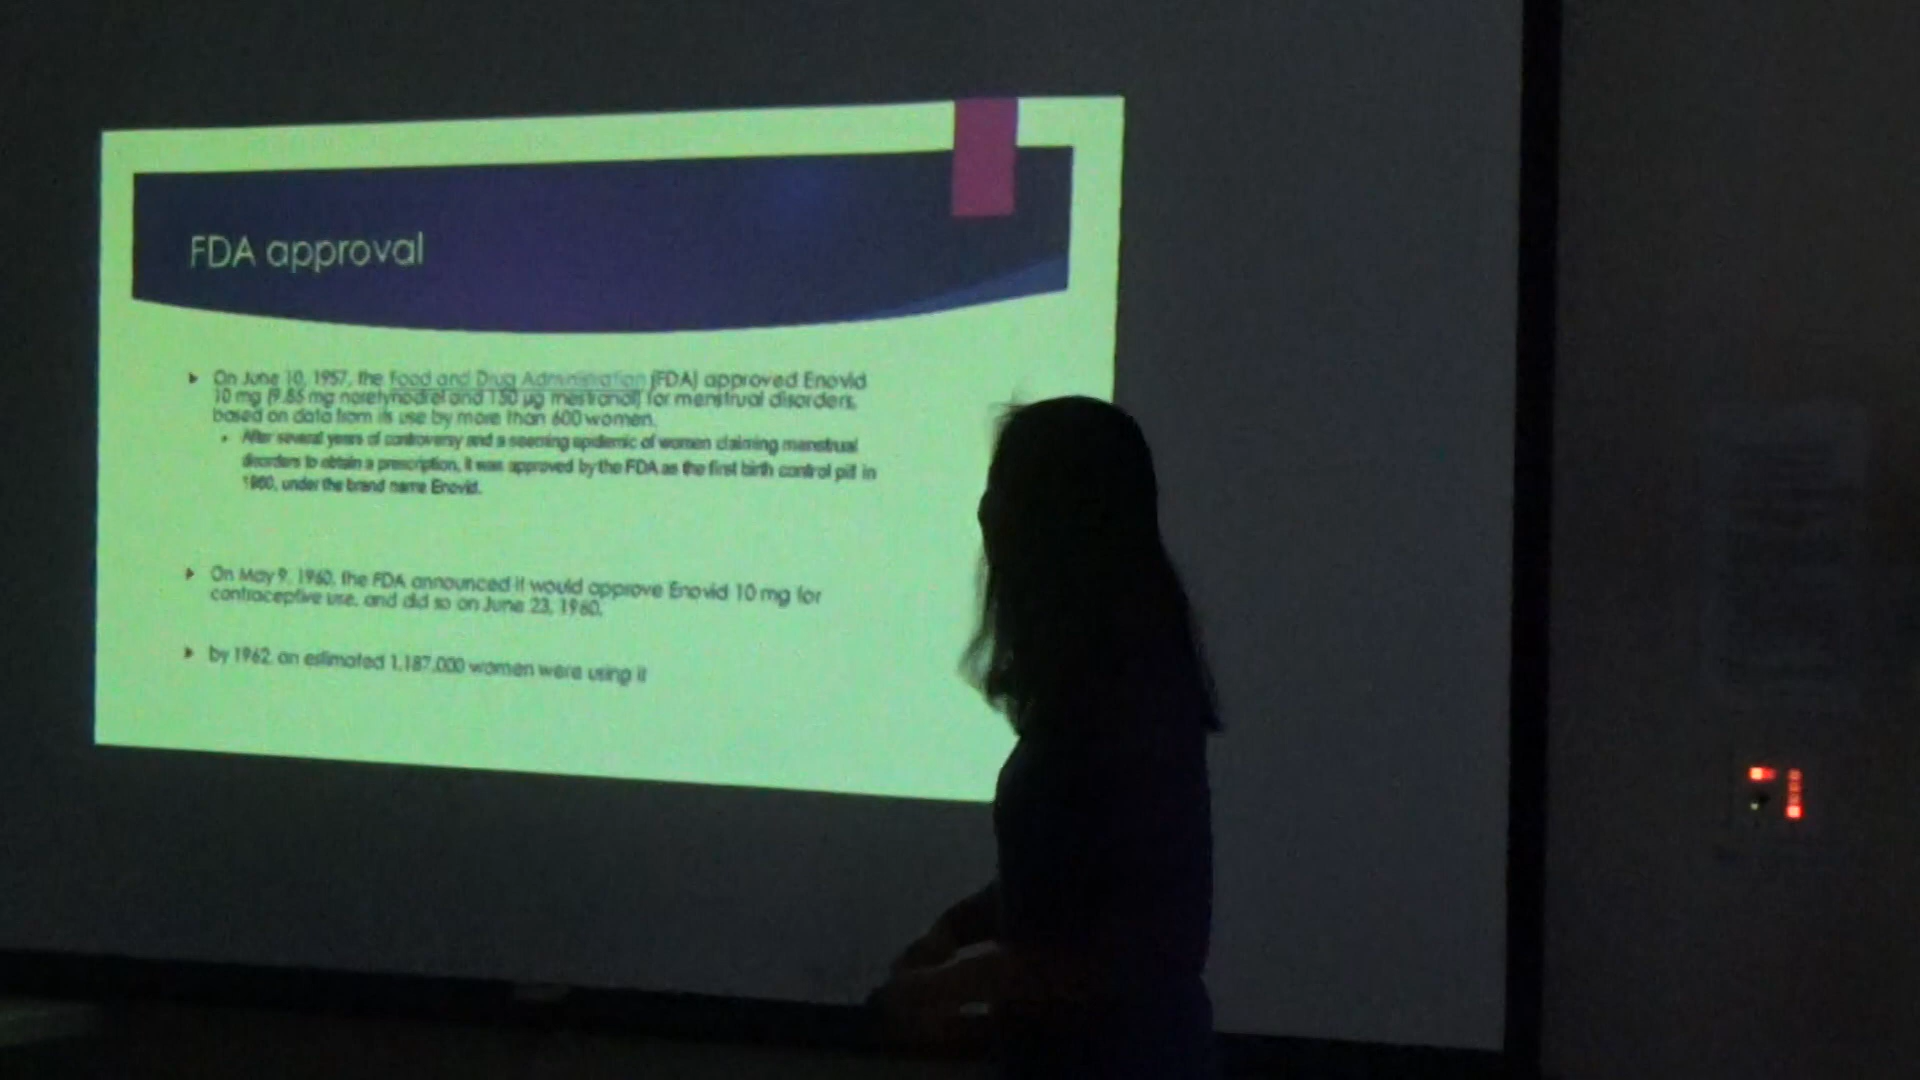 FDA approval
On June 10, 1957, the Food and Drug Administration (FDA) approved Enovid
10 mg (9.85 mg noretynodrel and 150 µg mestranol) for menstrual disorders,
based on data from its use by more than 600 women.
After several years of controversy and a seeming epidemic of women claiming menstrual
disorders to obtain a prescription, it was approved by the FDA as the first birth control pill in
1960, under the brand name Enovid.
On May 9, 1960, the FDA announced it would approve Enovid 10 mg for
contraceptive use, and did so on June 23, 1960,
by 1962, an estimated 1,187,000 women were using it